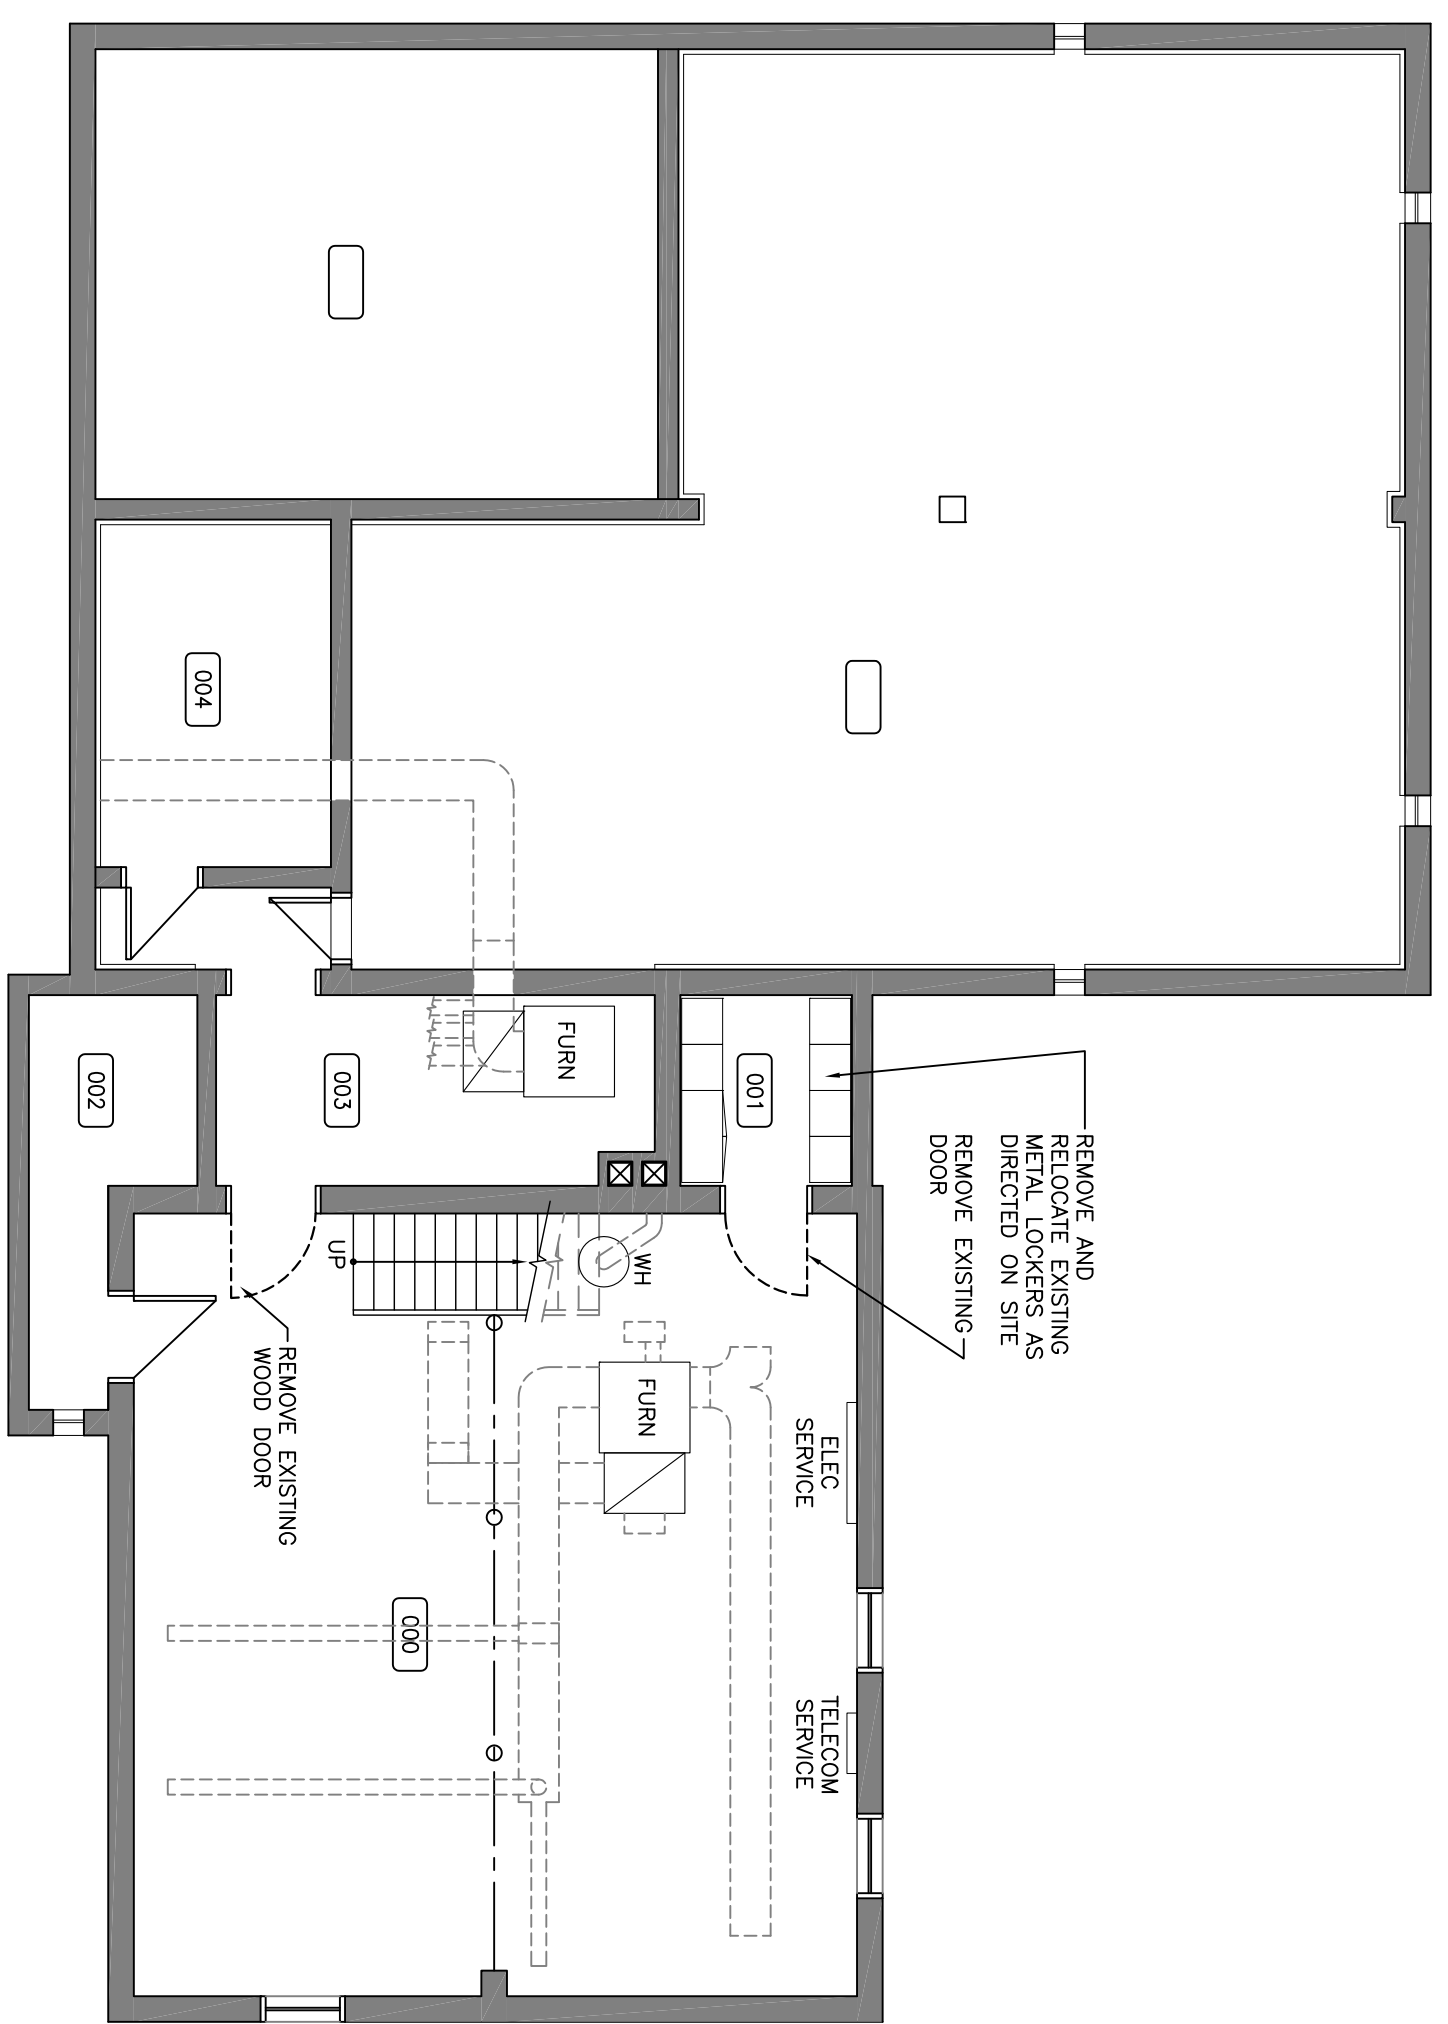 REMOVE AND
RELOCATE EXISTING
METAL LOCKERS AS
DIRECTED ON SITE
REMOVE EXISTING
DOOR
ELEC
SERVICE
TELECOM
SERVICE
001
WH
FURN
FURN
000
003
UP
REMOVE EXISTING
WOOD DOOR
004
002